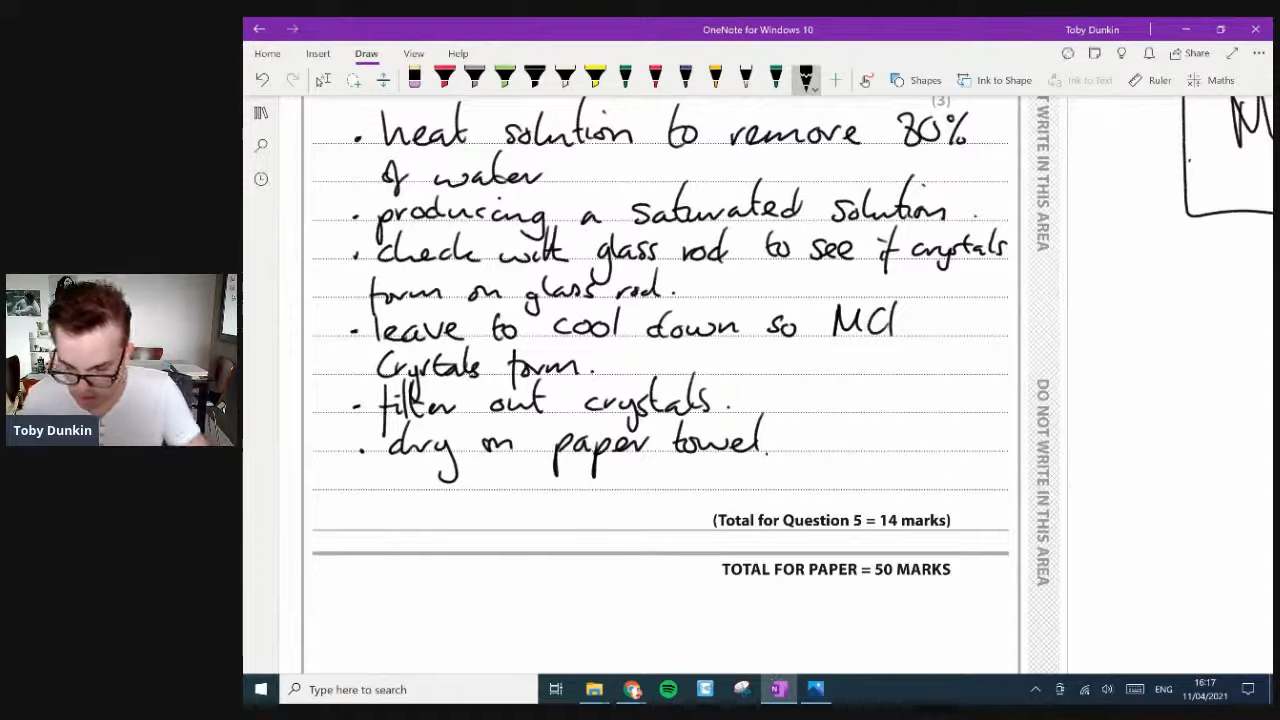 OneNote for Windows 10
Toby Dunkin
Home
Insert
Draw
View
Help
Share
Shapes
Ink to Shape
Ink to Text
Ruler
Maths
(3)
. heat solution to remove 80%
of water
. producing a saturated solution.
. check with glass rod to see if crystals
form on glass rod.
. leave to cool down so MCl
Crystals form.
. filter out crystals.
. dry on paper towel.
(Total for Question 5 = 14 marks)
TOTAL FOR PAPER = 50 MARKS
T WRITE IN THIS AREA
DO NOT WRITE IN THIS AREA
M
Toby Dunkin
Type here to search
ENG
16:17
11/04/2021